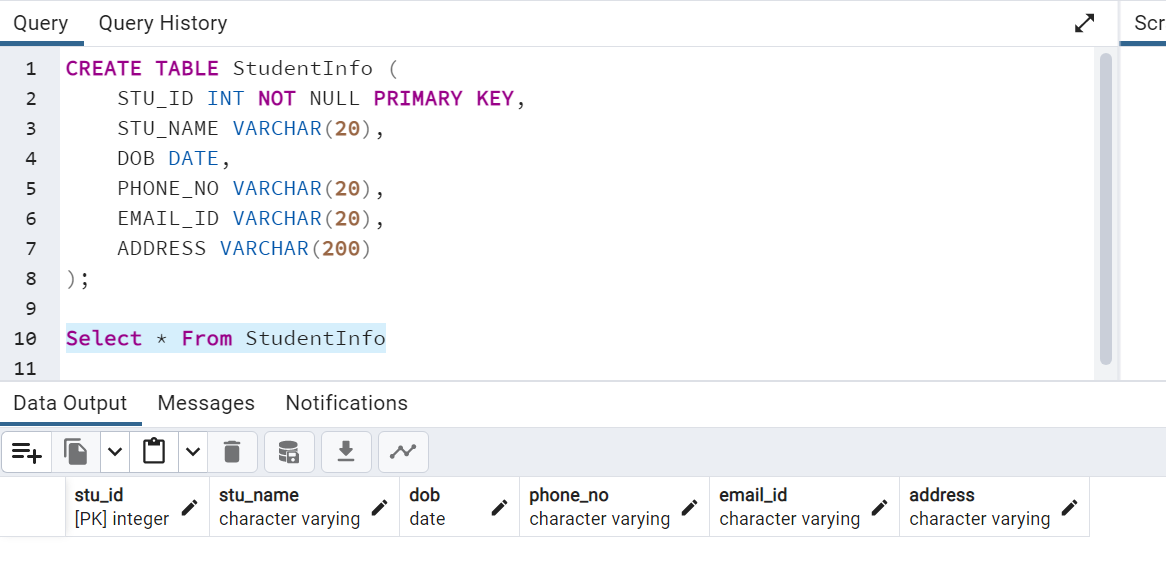 Query Query History Scr
1 CREATE TABLE StudentInfo (
2 STU_ID INT NOT NULL PRIMARY KEY,
3 STU_NAME VARCHAR(20),
4 DOB DATE,
5 PHONE_NO VARCHAR(20),
6 EMAIL_ID VARCHAR(20),
7 ADDRESS VARCHAR(200)
8 );
9
10 Select * From StudentInfo
11
Data Output Messages Notifications
stu_id stu_name dob phone_no email_id address
[PK] integer character varying date character varying character varying character varying